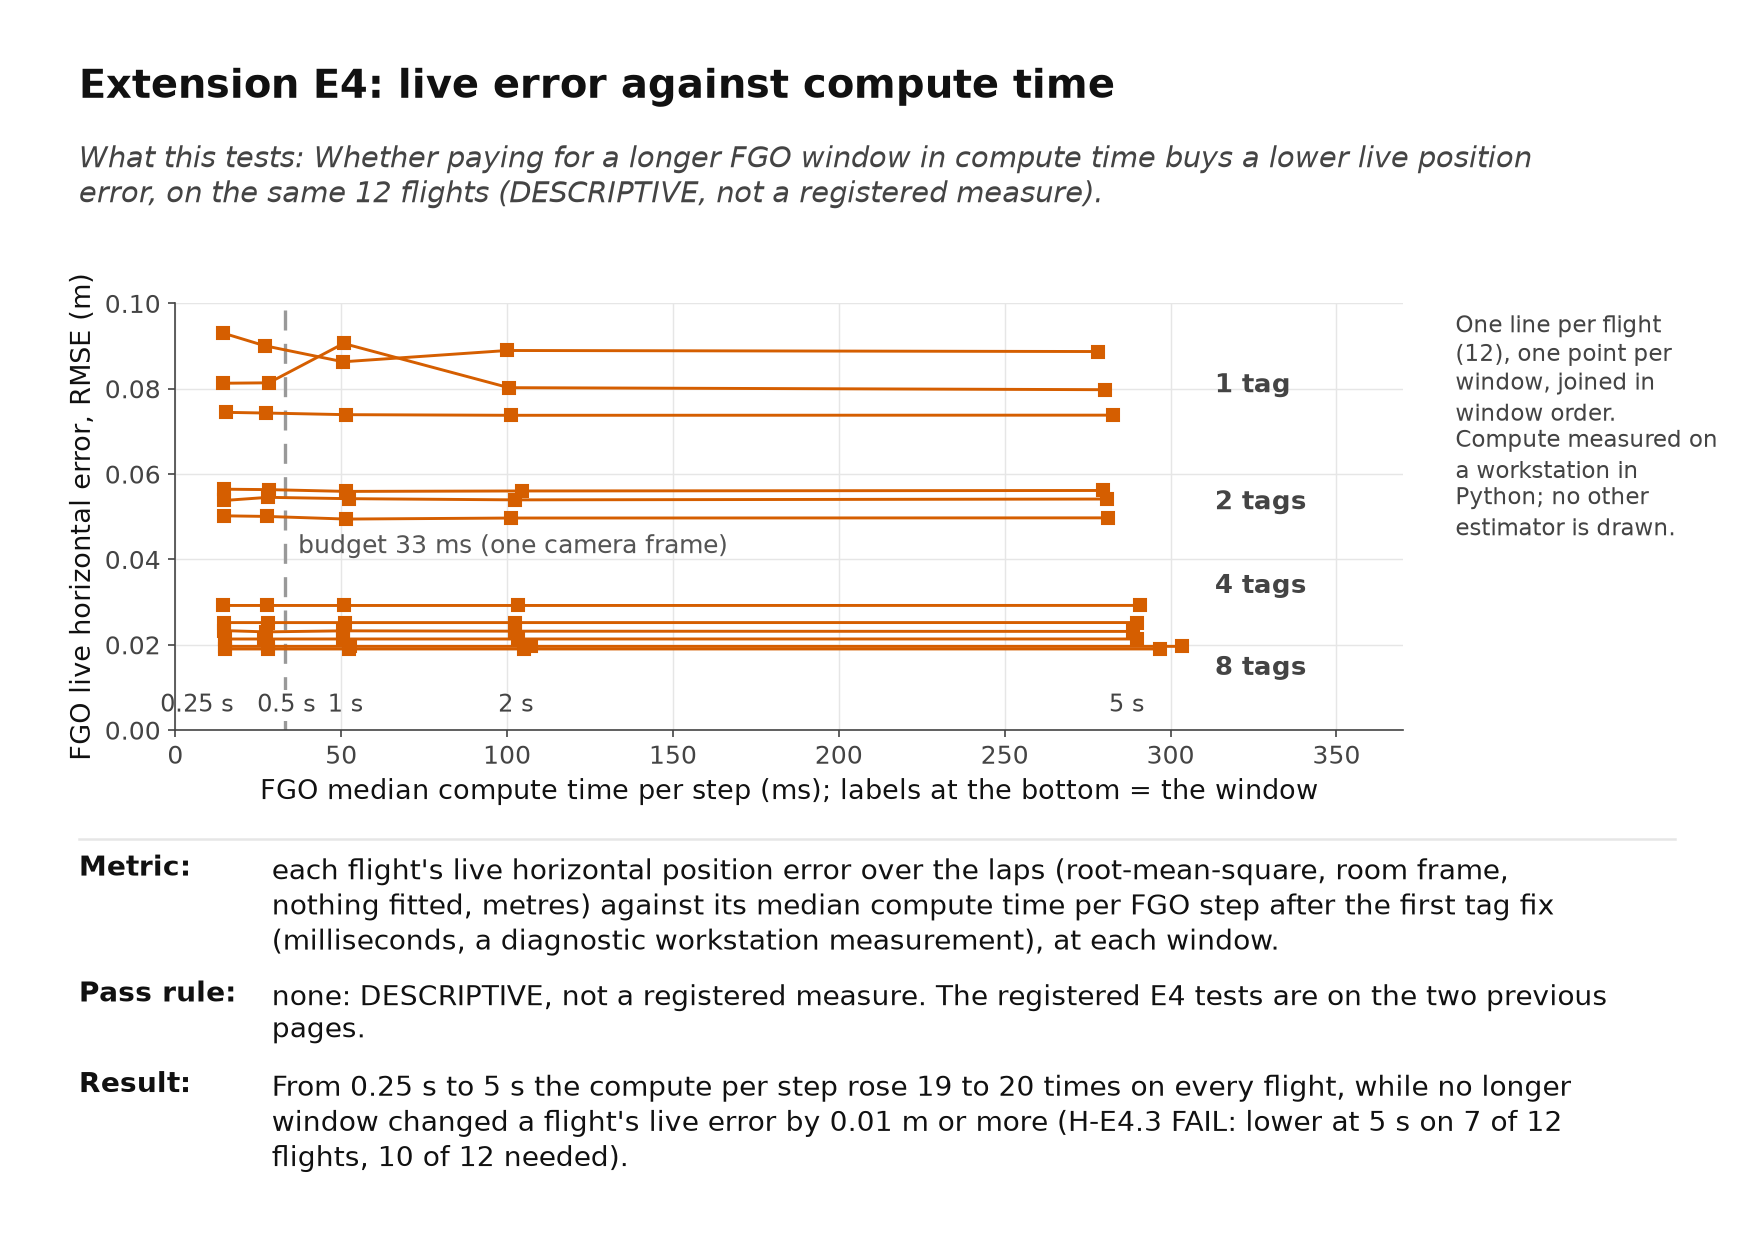 Extension E4: live error against compute time
What this tests: Whether paying for a longer FGO window in compute time buys a lower live position
error, on the same 12 flights (DESCRIPTIVE, not a registered measure).
FGO live horizontal error, RMSE (m)
0.10
0.08
0.06
0.04
0.02
0.00
1 tag
2 tags
4 tags
8 tags
budget 33 ms (one camera frame)
0.25 s 0.5 s 1 s 2 s 5 s
0 50 100 150 200 250 300 350
FGO median compute time per step (ms); labels at the bottom = the window
One line per flight
(12), one point per
window, joined in
window order.
Compute measured on
a workstation in
Python; no other
estimator is drawn.
Metric:
each flight's live horizontal position error over the laps (root-mean-square, room frame,
nothing fitted, metres) against its median compute time per FGO step after the first tag fix
(milliseconds, a diagnostic workstation measurement), at each window.
Pass rule:
none: DESCRIPTIVE, not a registered measure. The registered E4 tests are on the two previous
pages.
Result:
From 0.25 s to 5 s the compute per step rose 19 to 20 times on every flight, while no longer
window changed a flight's live error by 0.01 m or more (H-E4.3 FAIL: lower at 5 s on 7 of 12
flights, 10 of 12 needed).